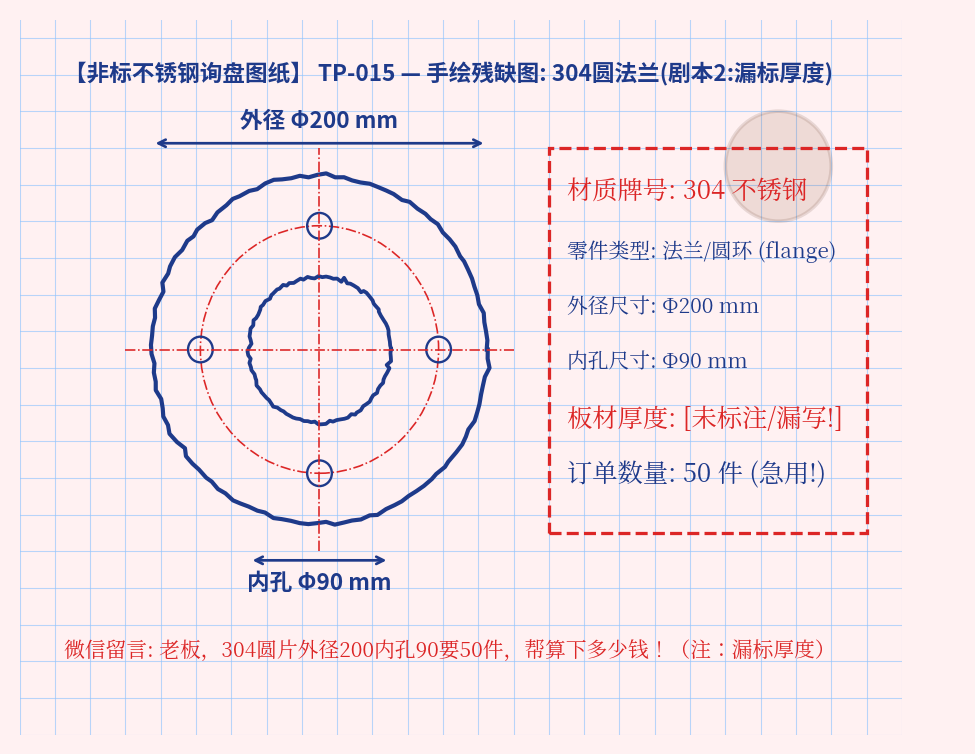 【非标不锈钢询盘图纸】 TP-015 — 手绘残缺图: 304圆法兰(剧本2:漏标厚度)
外径 Φ200 mm
材质牌号: 304 不锈钢
零件类型: 法兰/圆环 (flange)
外径尺寸: Φ200 mm
内孔尺寸: Φ90 mm
板材厚度: [未标注/漏写!]
订单数量: 50 件 (急用!)
内孔 Φ90 mm
微信留言: 老板，304圆片外径200内孔90要50件，帮算下多少钱！（注：漏标厚度）